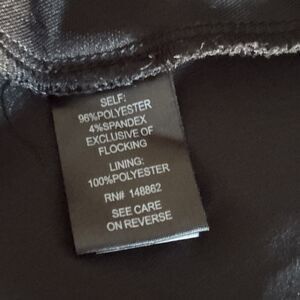 SELF:
96%POLYESTER
4%SPANDEX
EXCLUSIVE OF
FLOCKING
LINING:
100%POLYESTER
RN# 148862
SEE CARE
ON REVERSE